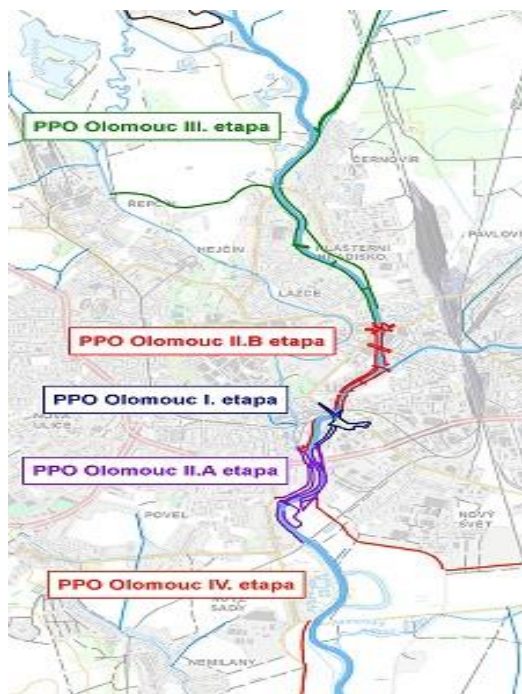 PPO Olomouc III. etapa
ČERNOVÍR
ŘEPČÍN
PAVLOVI
HEJČÍN
KLÁŠTERNÍ
HRADISKO
LAZCE
PPO Olomouc II.B etapa
PPO Olomouc I. etapa
NOVÁ
ULICE
PPO Olomouc II.A etapa
POVEL
NOVÝ
SVĚT
PPO Olomouc IV. etapa
NOVÉ
SADY
NEMILANY